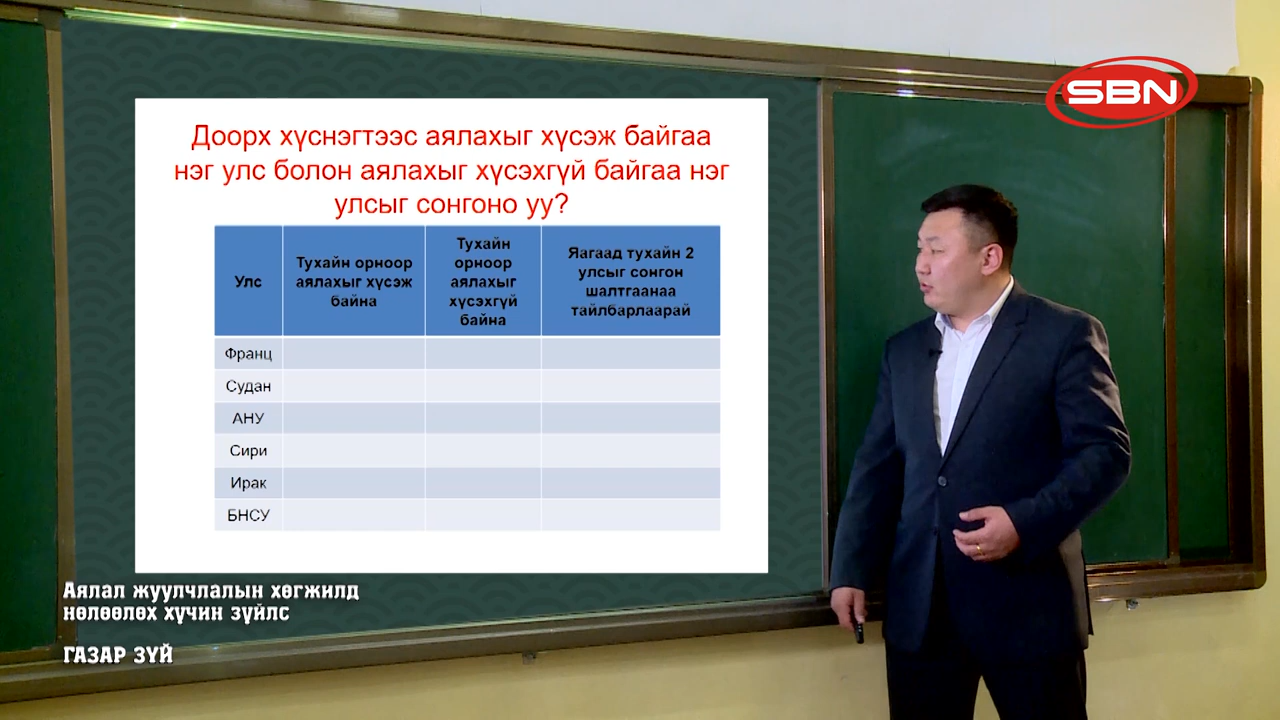 SBN
Доорх хүснэгтээс аялахыг хүсэж байгаа
нэг улс болон аялахыг хүсэхгүй байгаа нэг
улсыг сонгоно уу?
Улс
Тухайн орноор
аялахыг хүсэж
байна
Тухайн
орноор
аялахыг
хүсэхгүй
байна
Яагаад тухайн 2
улсыг сонгон
шалтгаанаа
тайлбарлаарай
Франц
Судан
АНУ
Сири
Ирак
БНСУ
Аялал жуулчлалын хөгжилд
нөлөөлөх хүчин зүйлс
ГАЗАР ЗҮЙ